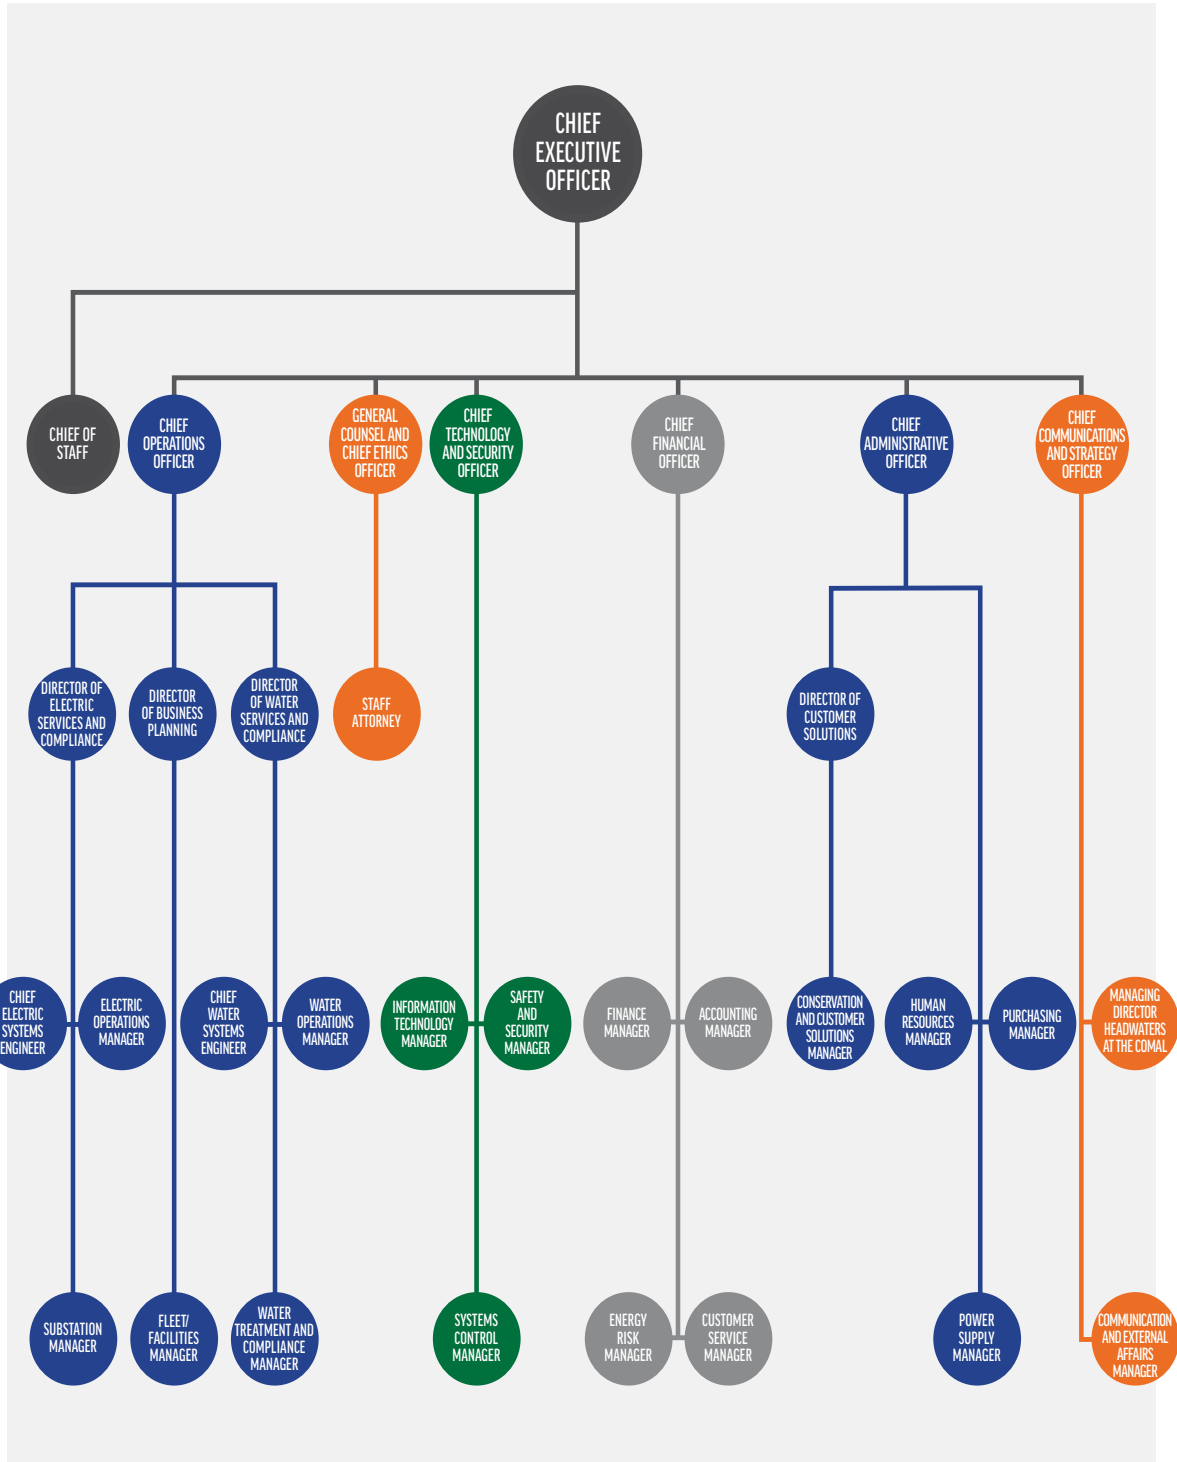 CHIEF
EXECUTIVE
OFFICER
CHIEF OF
STAFF
CHIEF
OPERATIONS
OFFICER
GENERAL
COUNSEL AND
CHIEF ETHICS
OFFICER
CHIEF
TECHNOLOGY
AND SECURITY
OFFICER
CHIEF
FINANCIAL
OFFICER
CHIEF
ADMINISTRATIVE
OFFICER
CHIEF
COMMUNICATIONS
AND STRATEGY
OFFICER
DIRECTOR OF
ELECTRIC
SERVICES AND
COMPLIANCE
DIRECTOR
OF BUSINESS
PLANNING
DIRECTOR
OF WATER
SERVICES AND
COMPLIANCE
STAFF
ATTORNEY
DIRECTOR OF
CUSTOMER
SOLUTIONS
CHIEF
ELECTRIC
SYSTEMS
ENGINEER
ELECTRIC
OPERATIONS
MANAGER
CHIEF
WATER
SYSTEMS
ENGINEER
WATER
OPERATIONS
MANAGER
INFORMATION
TECHNOLOGY
MANAGER
SAFETY
AND
SECURITY
MANAGER
FINANCE
MANAGER
ACCOUNTING
MANAGER
CONSERVATION
AND CUSTOMER
SOLUTIONS
MANAGER
HUMAN
RESOURCES
MANAGER
PURCHASING
MANAGER
MANAGING
DIRECTOR
HEADWATERS
AT THE COMAL
SUBSTATION
MANAGER
FLEET/
FACILITIES
MANAGER
WATER
TREATMENT AND
COMPLIANCE
MANAGER
SYSTEMS
CONTROL
MANAGER
ENERGY
RISK
MANAGER
CUSTOMER
SERVICE
MANAGER
POWER
SUPPLY
MANAGER
COMMUNICATION
AND EXTERNAL
AFFAIRS
MANAGER